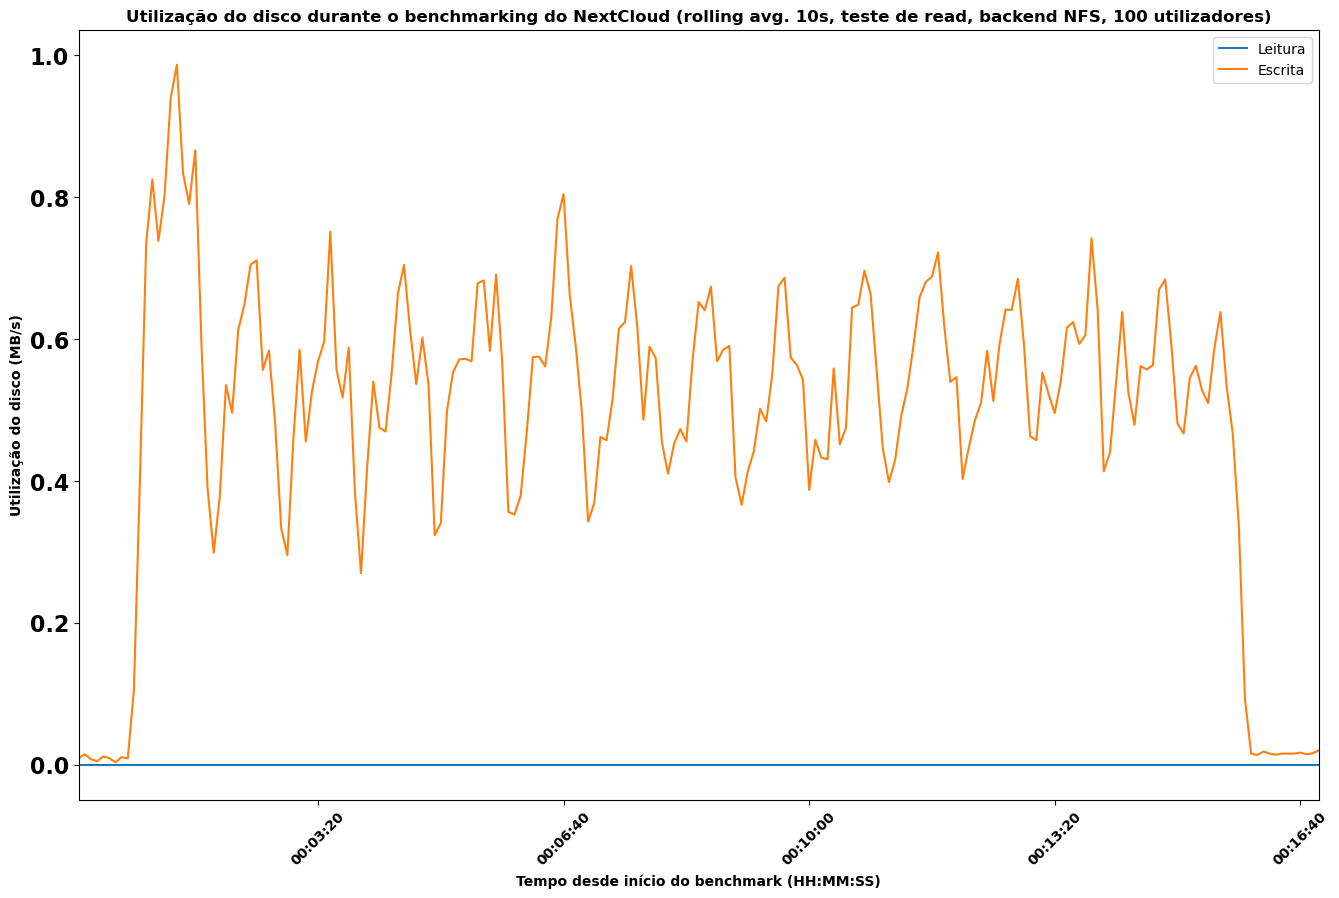 Utilização do disco durante o benchmarking do NextCloud (rolling avg. 10s, teste de read, backend NFS, 100 utilizadores)
Leitura
Escrita
Utilização do disco (MB/s)
1.0
0.8
0.6
0.4
0.2
0.0
00:03:20
00:06:40
00:10:00
00:13:20
00:16:40
Tempo desde início do benchmark (HH:MM:SS)